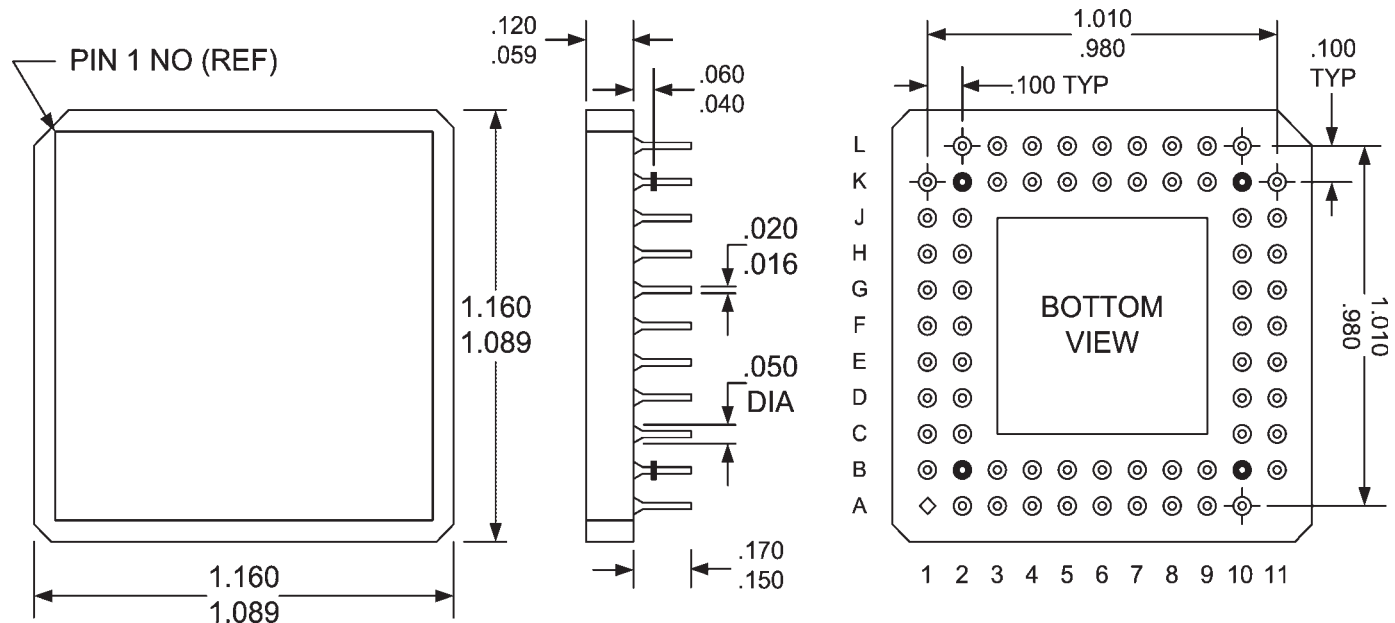 PIN 1 NO (REF)
1.160
1.089
1.160
1.089
.120
.059
.060
.040
.020
.016
.050
DIA
.170
.150
1.010
.980
.100 TYP
.100
TYP
L
K
J
H
G
F
E
D
C
B
A
BOTTOM
VIEW
1.010
.980
1 2 3 4 5 6 7 8 9 10 11